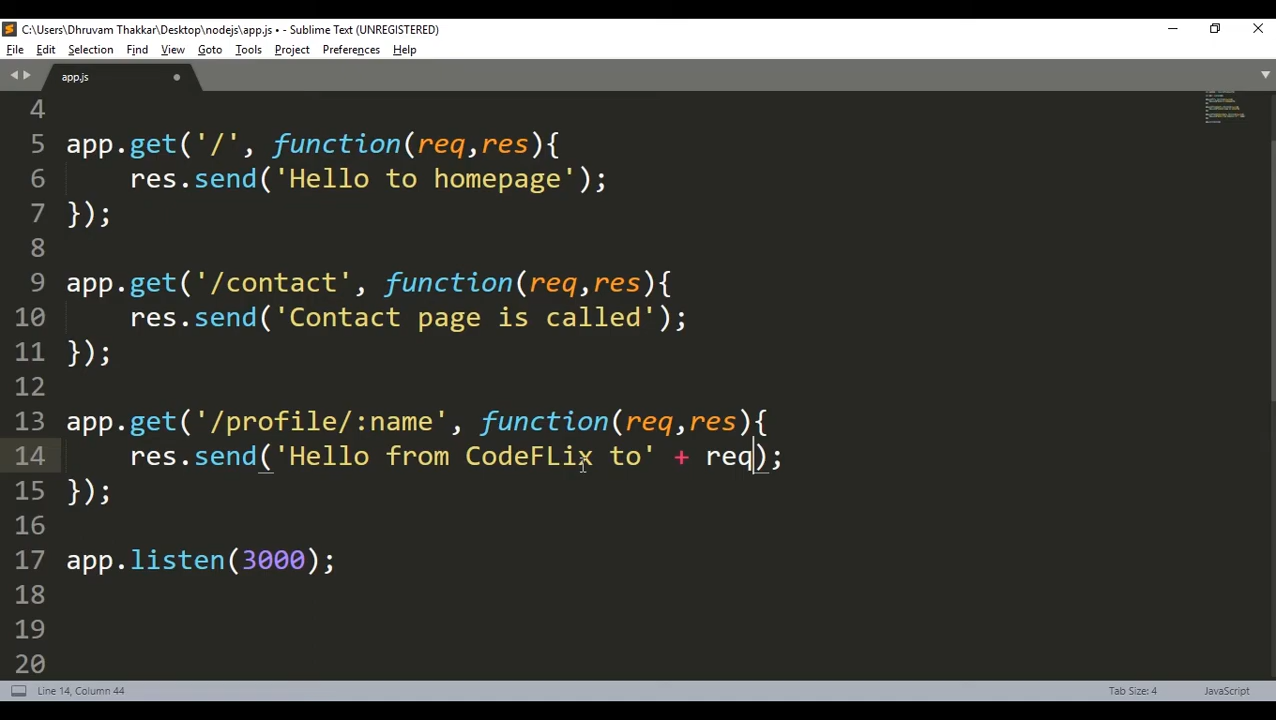 C:\Users\Dhruvam Thakkar\Desktop\nodejs\app.js • - Sublime Text (UNREGISTERED)
File Edit Selection Find View Goto Tools Project Preferences Help
app.js
4
5 app.get('/', function(req,res){
6 res.send('Hello to homepage');
7 });
8
9 app.get('/contact', function(req,res){
10 res.send('Contact page is called');
11 });
12
13 app.get('/profile/:name', function(req,res){
14 res.send('Hello from CodeFLix to' + req);
15 });
16
17 app.listen(3000);
18
19
20
Line 14, Column 44 Tab Size: 4 JavaScript